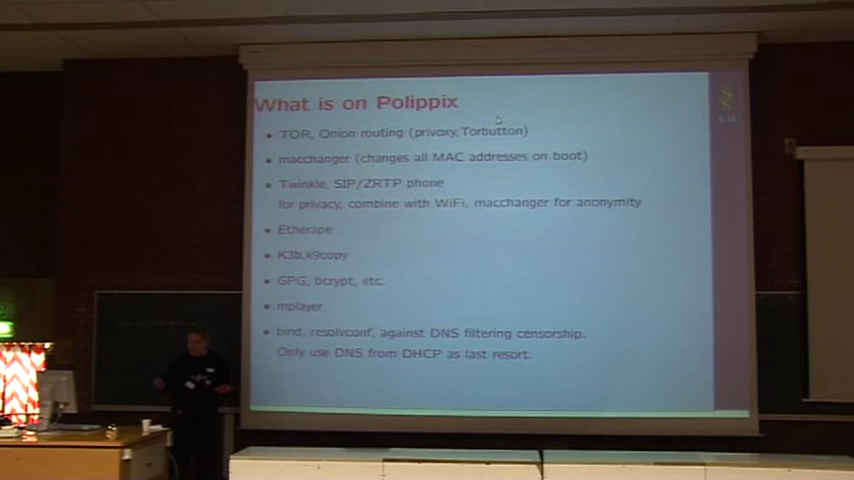 What is on Polippix
TOR, Onion routing (privoxy, Torbutton)
macchanger (changes all MAC addresses on boot)
Twinkle, SIP/ZRTP phone
for privacy, combine with WiFi, macchanger for anonymity
Etherape
K3b,k9copy
GPG, bcrypt, etc.
mplayer
bind, resolvconf, against DNS filtering censorship.
Only use DNS from DHCP as last resort.